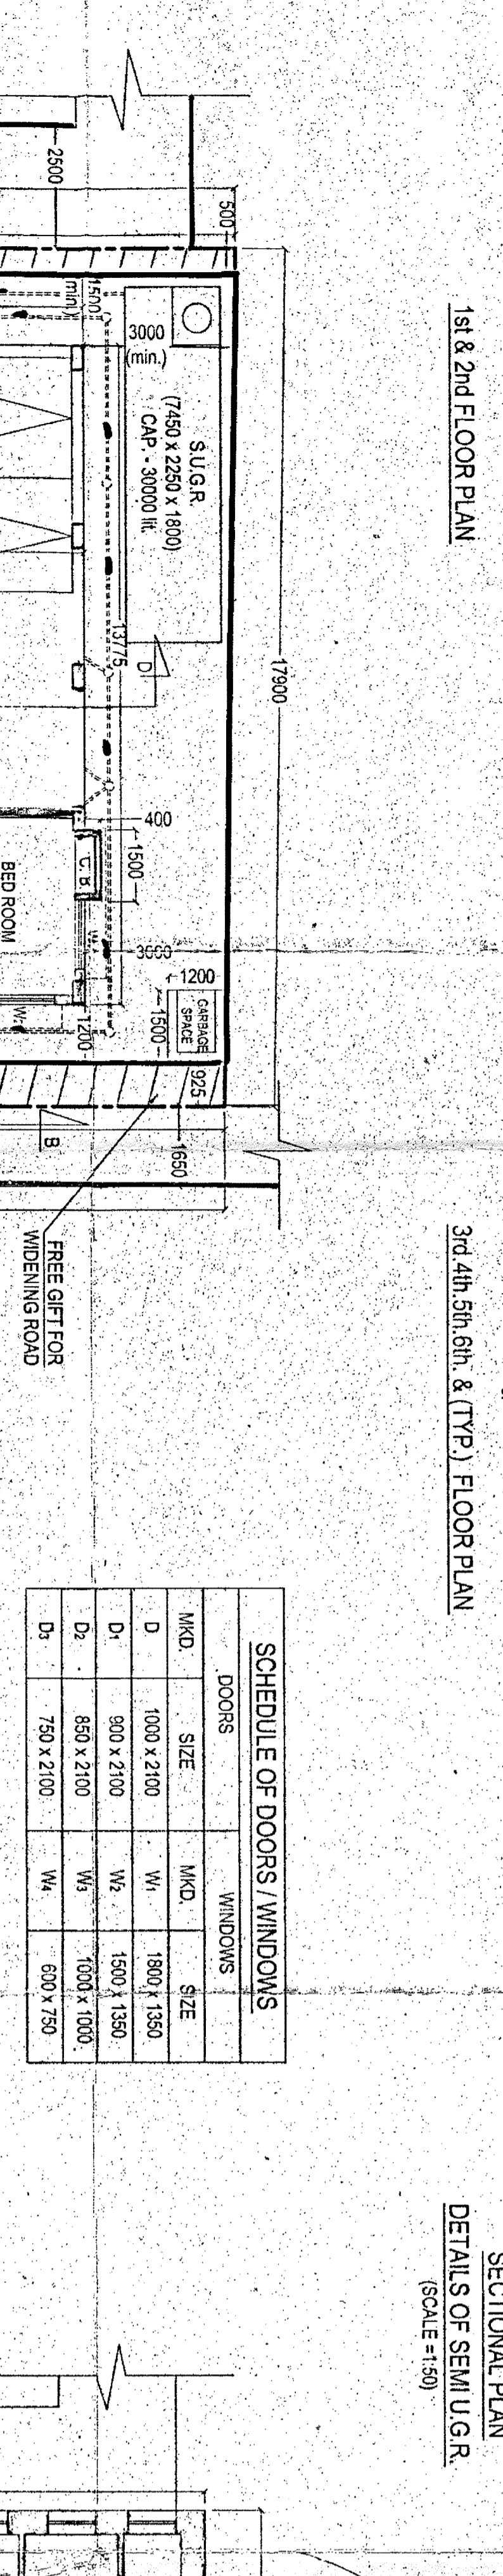 1st & 2nd FLOOR PLAN
3rd.4th.5th.6th. & (TYP.) FLOOR PLAN
SECTIONAL PLAN
DETAILS OF SEMI U.G.R.
(SCALE =1:50)
2500
500
1500
min)
3000
(min.)
S.U.G.R.
(7450 x 2250 x 1800)
CAP. - 30000 lit.
13775
D
17900
400
1500
C.B.
BED ROOM
3000
1200
1500
GARBAGE
SPACE
1200
925
1650
B
FREE GIFT FOR
WIDENING ROAD
SCHEDULE OF DOORS / WINDOWS
DOORS WINDOWS
MKD. SIZE MKD. SIZE
D 1000 x 2100 W1 1800 x 1350
D1 900 x 2100 W2 1500 x 1350
D2 850 x 2100 W3 1000 x 1000
D3 750 x 2100 W4 600 x 750